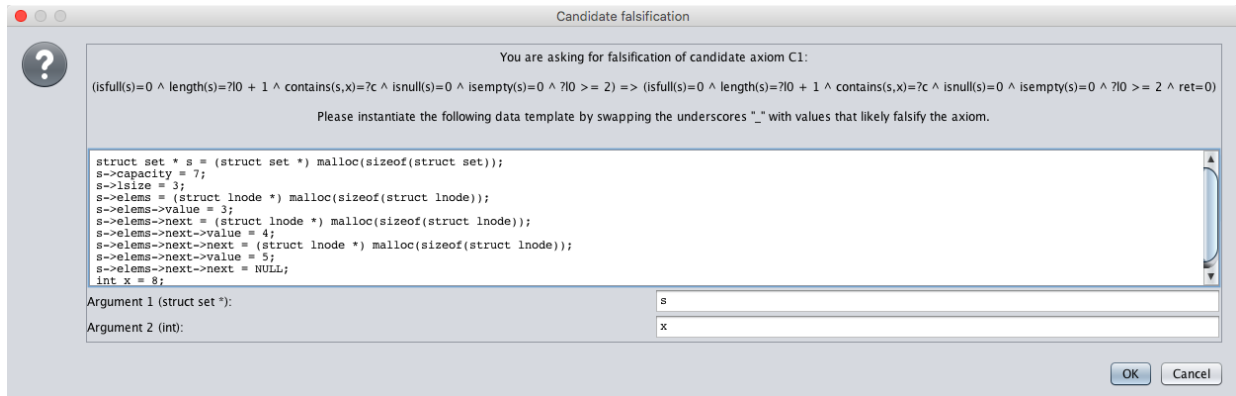 Candidate falsification
?
You are asking for falsification of candidate axiom C1:
(isfull(s)=0 ^ length(s)=?l0 + 1 ^ contains(s,x)=?c ^ isnull(s)=0 ^ isempty(s)=0 ^ ?l0 >= 2) => (isfull(s)=0 ^ length(s)=?l0 + 1 ^ contains(s,x)=?c ^ isnull(s)=0 ^ isempty(s)=0 ^ ?l0 >= 2 ^ ret=0)
Please instantiate the following data template by swapping the underscores "_" with values that likely falsify the axiom.
struct set * s = (struct set *) malloc(sizeof(struct set));
s->capacity = 7;
s->lsize = 3;
s->elems = (struct lnode *) malloc(sizeof(struct lnode));
s->elems->value = 3;
s->elems->next = (struct lnode *) malloc(sizeof(struct lnode));
s->elems->next->value = 4;
s->elems->next->next = (struct lnode *) malloc(sizeof(struct lnode));
s->elems->next->value = 5;
s->elems->next->next = NULL;
int x = 8;
Argument 1 (struct set *): s
Argument 2 (int): x
OK Cancel